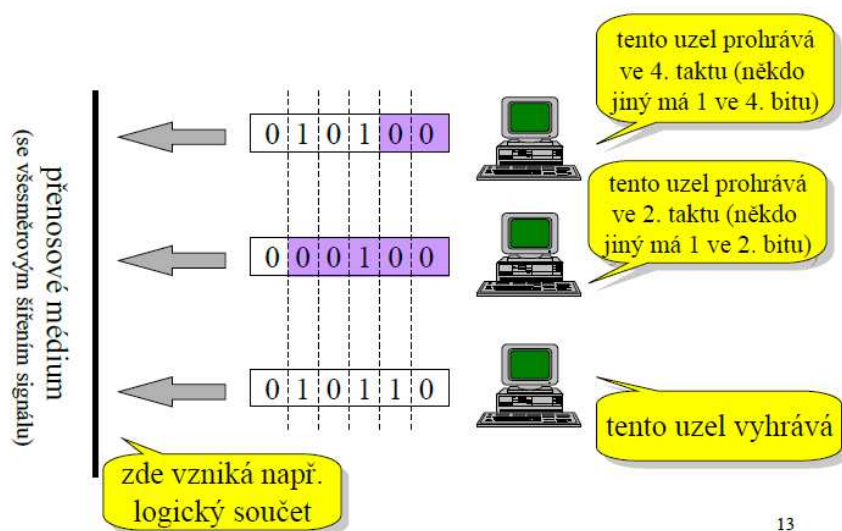 tento uzel prohrává
ve 4. taktu (někdo
jiný má 1 ve 4. bitu)
0 1 0 1 0 0
tento uzel prohrává
ve 2. taktu (někdo
jiný má 1 ve 2. bitu)
0 0 0 1 0 0
0 1 0 1 1 0
tento uzel vyhrává
přenosové médium
(se všesměrovým šířením signálu)
zde vzniká např.
logický součet
13